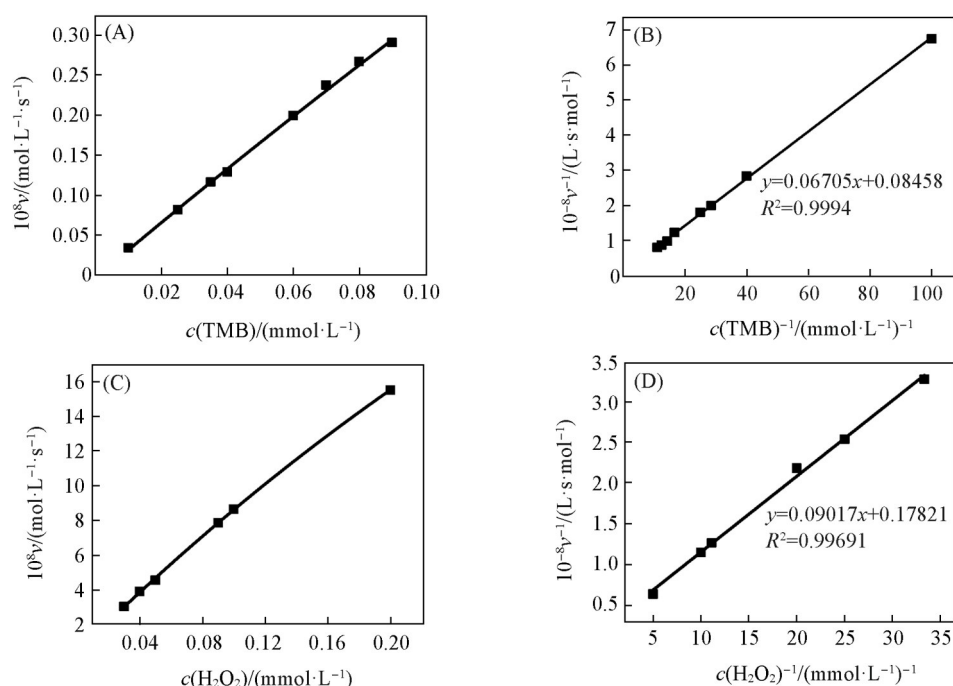 (A)
0.30
0.25
0.20
0.15
0.10
0.05
0
10⁸v/(mol·L⁻¹·s⁻¹)
0.02 0.04 0.06 0.08 0.10
c(TMB)/(mmol·L⁻¹)
(B)
7
6
5
4
3
2
1
0
10⁻⁸v⁻¹/(L·s·mol⁻¹)
y=0.06705x+0.08458
R²=0.9994
20 40 60 80 100
c(TMB)⁻¹/(mmol·L⁻¹)⁻¹
(C)
16
14
12
10
8
6
4
2
10⁸v/(mol·L⁻¹·s⁻¹)
0.04 0.08 0.12 0.16 0.20
c(H₂O₂)/(mmol·L⁻¹)
(D)
3.5
3.0
2.5
2.0
1.5
1.0
0.5
10⁻⁸v⁻¹/(L·s·mol⁻¹)
y=0.09017x+0.17821
R²=0.99691
5 10 15 20 25 30 35
c(H₂O₂)⁻¹/(mmol·L⁻¹)⁻¹